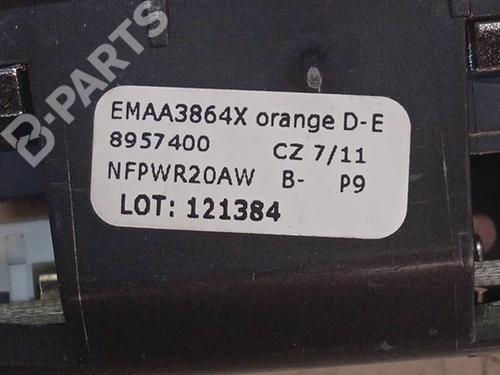 B-PARTS
EMAA3864X orange D-E
8957400 CZ 7/11
NFPWR20AW B- P9
LOT: 121384